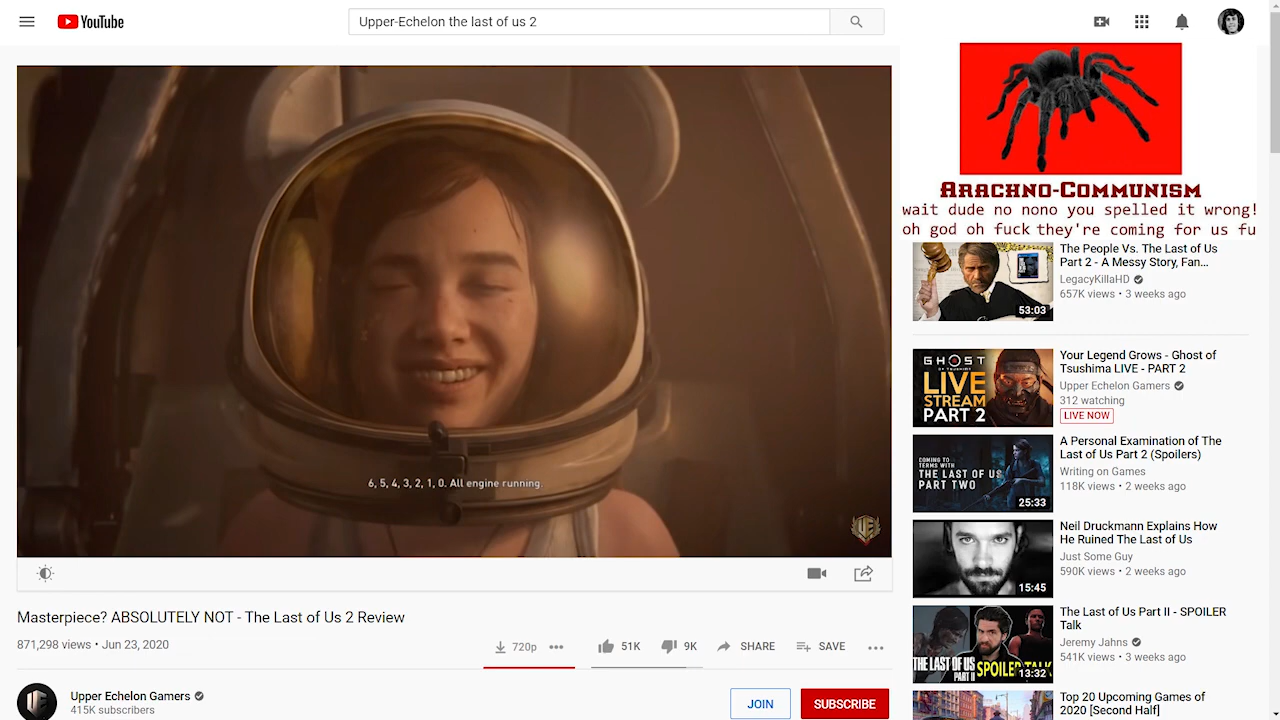 YouTube
Upper-Echelon the last of us 2
Arachno-Communism
wait dude no nono you spelled it wrong!
oh god oh fuck they're coming for us fu
6, 5, 4, 3, 2, 1, 0. All engine running.
UE
720p
51K
9K
SHARE
SAVE
Masterpiece? ABSOLUTELY NOT - The Last of Us 2 Review
871,298 views • Jun 23, 2020
Upper Echelon Gamers
415K subscribers
JOIN
SUBSCRIBE
53:03
The People Vs. The Last of Us
Part 2 - A Messy Story, Fan...
LegacyKillaHD
657K views • 3 weeks ago
GHOST
OF TSUSHIMA
LIVE
STREAM
PART 2
Your Legend Grows - Ghost of
Tsushima LIVE - PART 2
Upper Echelon Gamers
312 watching
LIVE NOW
COMING TO
TERMS WITH
THE LAST OF US
PART TWO
25:33
A Personal Examination of The
Last of Us Part 2 (Spoilers)
Writing on Games
118K views • 2 weeks ago
15:45
Neil Druckmann Explains How
He Ruined The Last of Us
Just Some Guy
590K views • 2 weeks ago
THE LAST OF US
PART II
SPOILER
TALK
13:32
The Last of Us Part II - SPOILER
Talk
Jeremy Jahns
541K views • 3 weeks ago
Top 20 Upcoming Games of
2020 [Second Half]